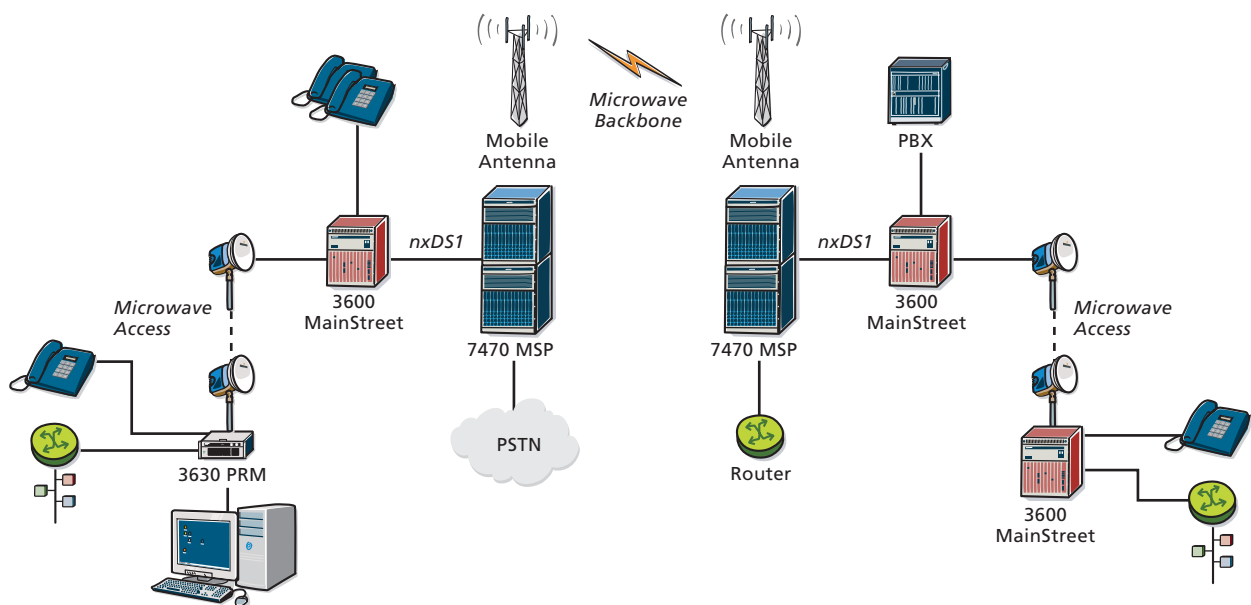 Microwave
Backbone
Mobile
Antenna
Mobile
Antenna
PBX
nxDS1
nxDS1
3600
MainStreet
3600
MainStreet
Microwave
Access
Microwave
Access
7470 MSP
7470 MSP
PSTN
Router
3630 PRM
3600
MainStreet